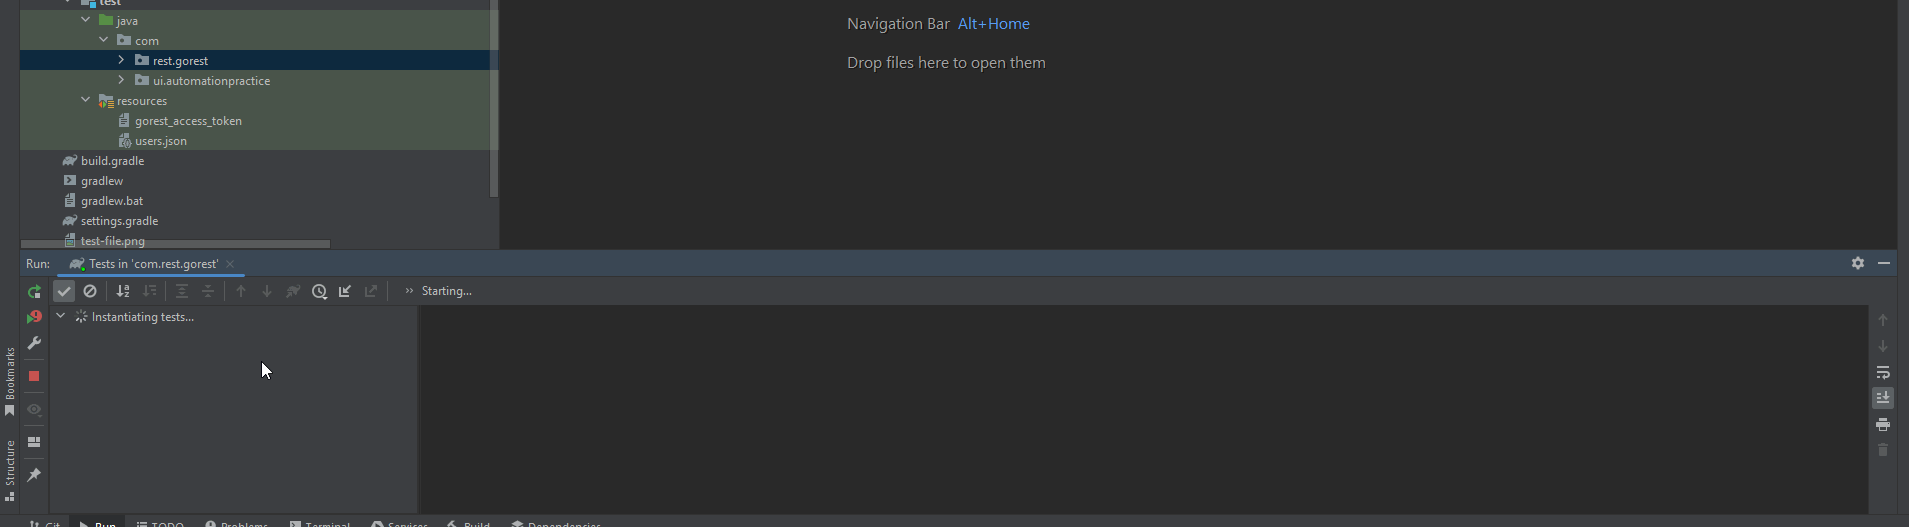 test
java
com
rest.gorest
ui.automationpractice
resources
gorest_access_token
users.json
build.gradle
gradlew
gradlew.bat
settings.gradle
test-file.png
Navigation Bar Alt+Home
Drop files here to open them
Run: Tests in 'com.rest.gorest'
Starting...
Instantiating tests...
Bookmarks
Structure
Git Run TODO Problems Terminal Services Build Dependencies